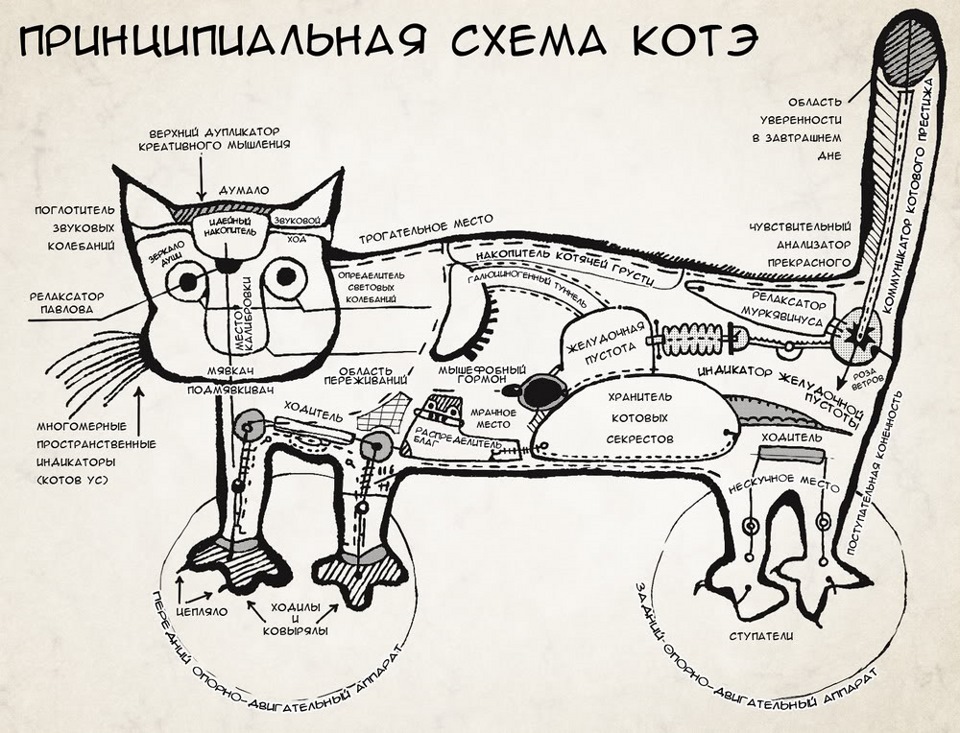 ПРИНЦИПИАЛЬНАЯ СХЕМА КОТЭ
ВЕРХНИЙ ДУПЛИКАТОР
КРЕАТИВНОГО МЫШЛЕНИЯ
ДУМАЛО
ПОГЛОТИТЕЛЬ
ЗВУКОВЫХ
КОЛЕБАНИЙ
ИДЕЙНЫЙ
НАКОПИТЕЛЬ
ЗВУКОВОЙ
ХОД
ЗЕРКАЛО
ДУШИ
РЕЛАКСАТОР
ПАВЛОВА
МЕСТО
КАЛИБРОВКИ
ОПРЕДЕЛИТЕЛЬ
СВЕТОВЫХ
КОЛЕБАНИЙ
МЯВКАЧ
ПОДМЯВКИВАЧ
МНОГОМЕРНЫЕ
ПРОСТРАНСТВЕННЫЕ
ИНДИКАТОРЫ
(КОТОВ УС)
ТРОГАТЕЛЬНОЕ МЕСТО
НАКОПИТЕЛЬ КОТЯЧЕЙ ГРУСТИ
ГАЛЮЦИНОГЕННЫЙ ТУННЕЛЬ
ОБЛАСТЬ
УВЕРЕННОСТИ
В ЗАВТРАШНЕМ
ДНЕ
КОММУНИКАТОР КОТОВОГО ПРЕСТИЖА
ЧУВСТВИТЕЛЬНЫЙ
АНАЛИЗАТОР
ПРЕКРАСНОГО
РЕЛАКСАТОР
МУРКЯВИЧУСА
ЖЕЛУДОЧНАЯ
ПУСТОТА
ИНДИКАТОР ЖЕЛУДОЧНОЙ
ПУСТОТЫ
РОЗА
ВЕТРОВ
ОБЛАСТЬ
ПЕРЕЖИВАНИЙ
МЫШЕФОБНЫЙ
ГОРМОН
МРАЧНОЕ
МЕСТО
РАСПРЕДЕЛИТЕЛЬ
БЛАГ
ХРАНИТЕЛЬ
КОТОВЫХ
СЕКРЕСТОВ
ХОДИТЕЛЬ
ХОДИТЕЛЬ
НЕСКУЧНОЕ МЕСТО
ПОСТУПАТЕЛЬНАЯ КОНЕЧНОСТЬ
ЦЕПЛЯЛО
ХОДИЛЫ
И
КОВЫРЯЛЫ
СТУПАТЕЛИ
ПЕРЕДНИЙ ОПОРНО-ДВИГАТЕЛЬНЫЙ АППАРАТ
ЗАДНИЙ ОПОРНО-ДВИГАТЕЛЬНЫЙ АППАРАТ